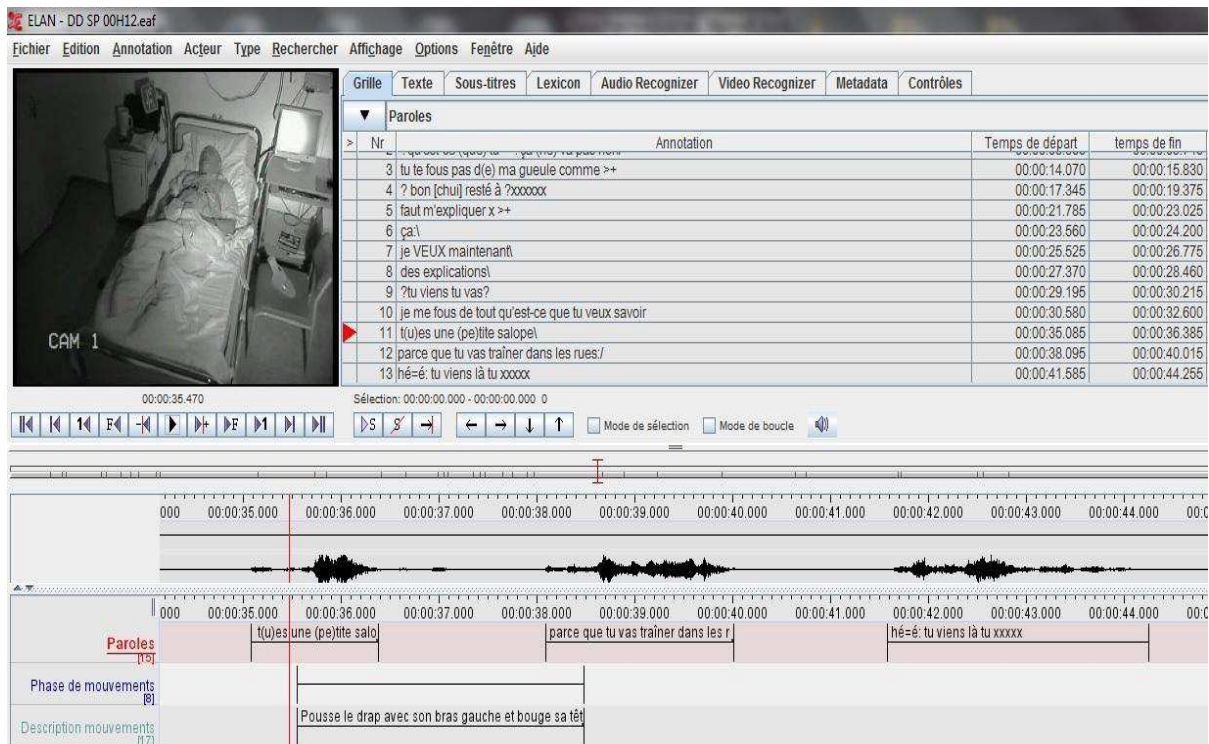 ELAN - DD SP 00H12.eaf
Fichier Edition Annotation Acteur Type Rechercher Affichage Options Fenêtre Aide
Grille Texte Sous-titres Lexicon Audio Recognizer Video Recognizer Metadata Contrôles
▼ Paroles
> Nr Annotation Temps de départ temps de fin
3 tu te fous pas d(e) ma gueule comme >+ 00:00:14.070 00:00:15.830
4 ? bon [chui] resté à ?xxxxxx 00:00:17.345 00:00:19.375
5 faut m'expliquer x >+ 00:00:21.785 00:00:23.025
6 ça:\ 00:00:23.560 00:00:24.200
7 je VEUX maintenant\ 00:00:25.525 00:00:26.775
8 des explications\ 00:00:27.370 00:00:28.460
9 ?tu viens tu vas? 00:00:29.195 00:00:30.215
10 je me fous de tout qu'est-ce que tu veux savoir 00:00:30.580 00:00:32.600
11 t(u)es une (pe)tite salope\ 00:00:35.085 00:00:36.385
12 parce que tu vas traîner dans les rues:/ 00:00:38.095 00:00:40.015
13 hé=é: tu viens là tu xxxxx 00:00:41.585 00:00:44.255
CAM 1
00:00:35.470 Sélection: 00:00:00.000 - 00:00:00.000 0
Mode de sélection Mode de boucle
000 00:00:35.000 00:00:36.000 00:00:37.000 00:00:38.000 00:00:39.000 00:00:40.000 00:00:41.000 00:00:42.000 00:00:43.000 00:00:44.000 00:0
000 00:00:35.000 00:00:36.000 00:00:37.000 00:00:38.000 00:00:39.000 00:00:40.000 00:00:41.000 00:00:42.000 00:00:43.000 00:00:44.000 00:0
Paroles t(u)es une (pe)tite salo parce que tu vas traîner dans les r hé=é: tu viens là tu xxxxx
[15]
Phase de mouvements
[8]
Description mouvements Pousse le drap avec son bras gauche et bouge sa têt
[17]